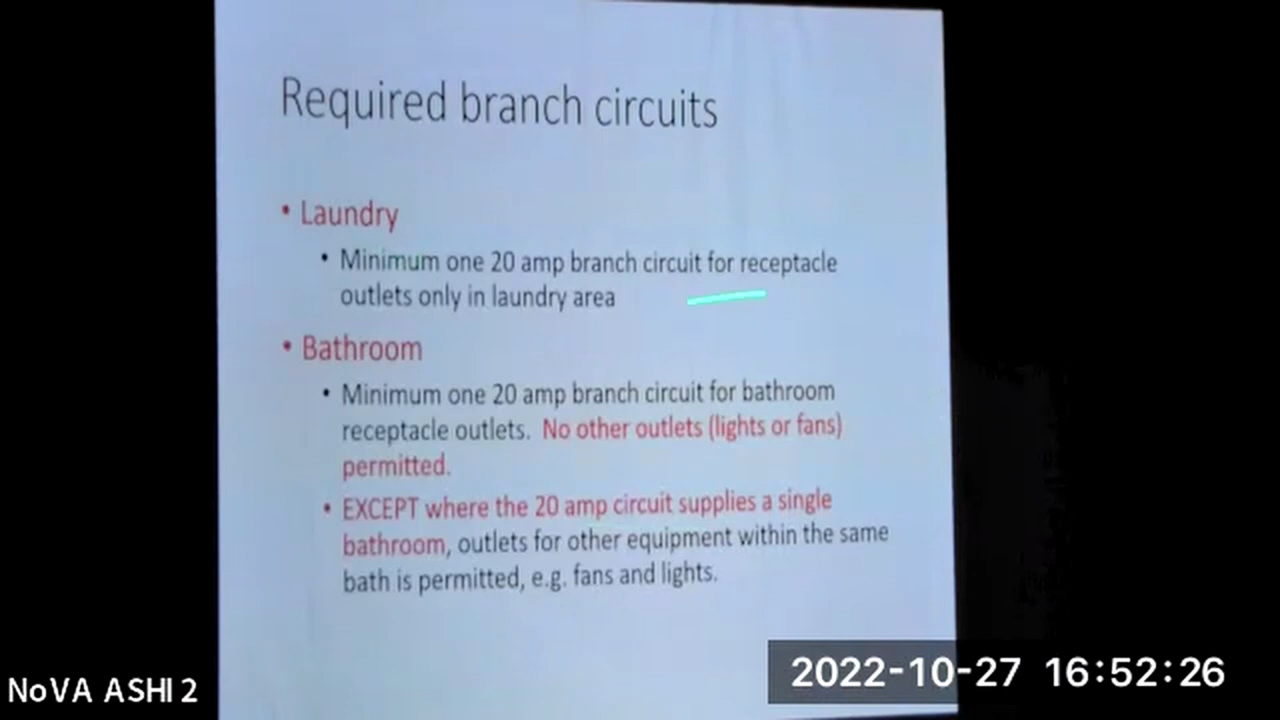 Required branch circuits
• Laundry
• Minimum one 20 amp branch circuit for receptacle
outlets only in laundry area
• Bathroom
• Minimum one 20 amp branch circuit for bathroom
receptacle outlets. No other outlets (lights or fans)
permitted.
• EXCEPT where the 20 amp circuit supplies a single
bathroom, outlets for other equipment within the same
bath is permitted, e.g. fans and lights.
NoVA ASHI 2
2022-10-27 16:52:26